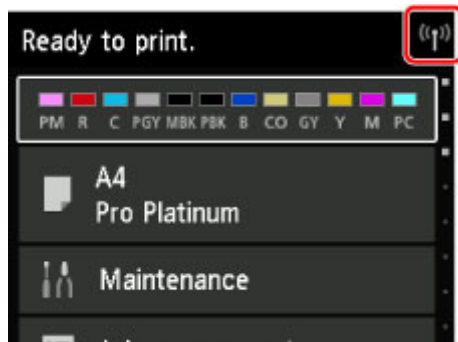 Ready to print.
PM R C PGY MBK PBK B CO GY Y M PC
A4
Pro Platinum
Maintenance